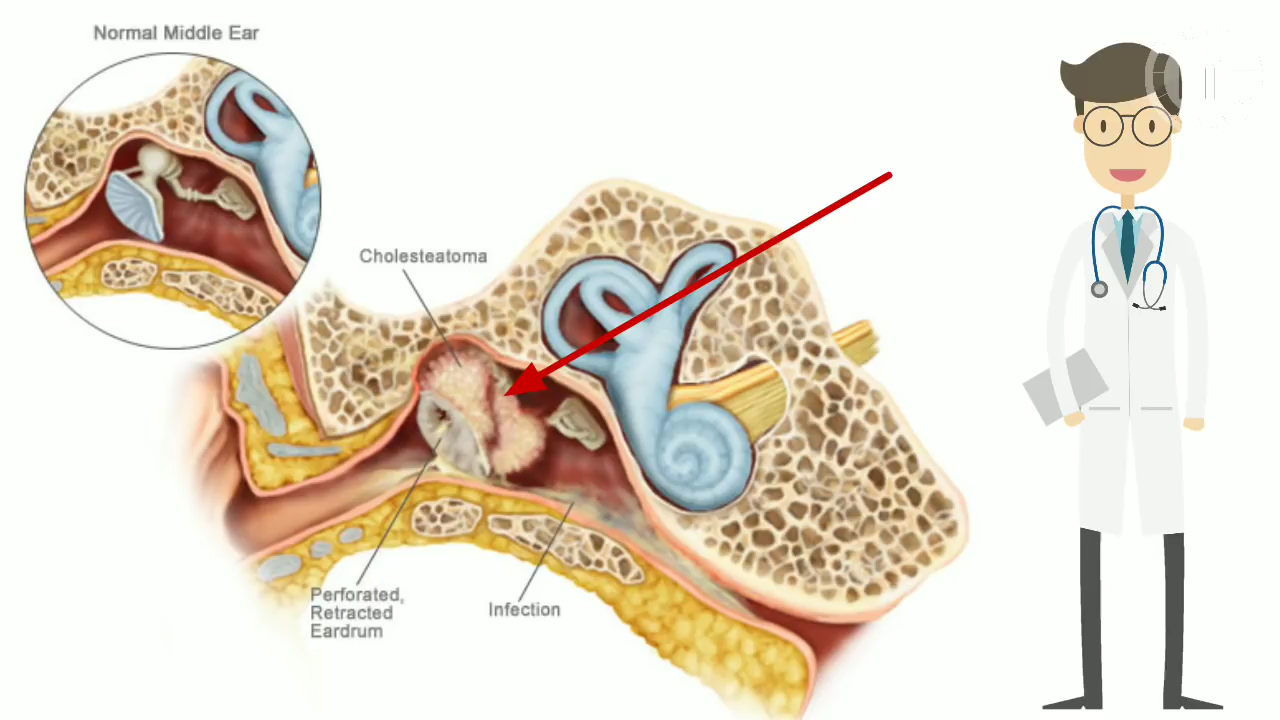 Normal Middle Ear
Cholesteatoma
Perforated,
Retracted
Eardrum
Infection